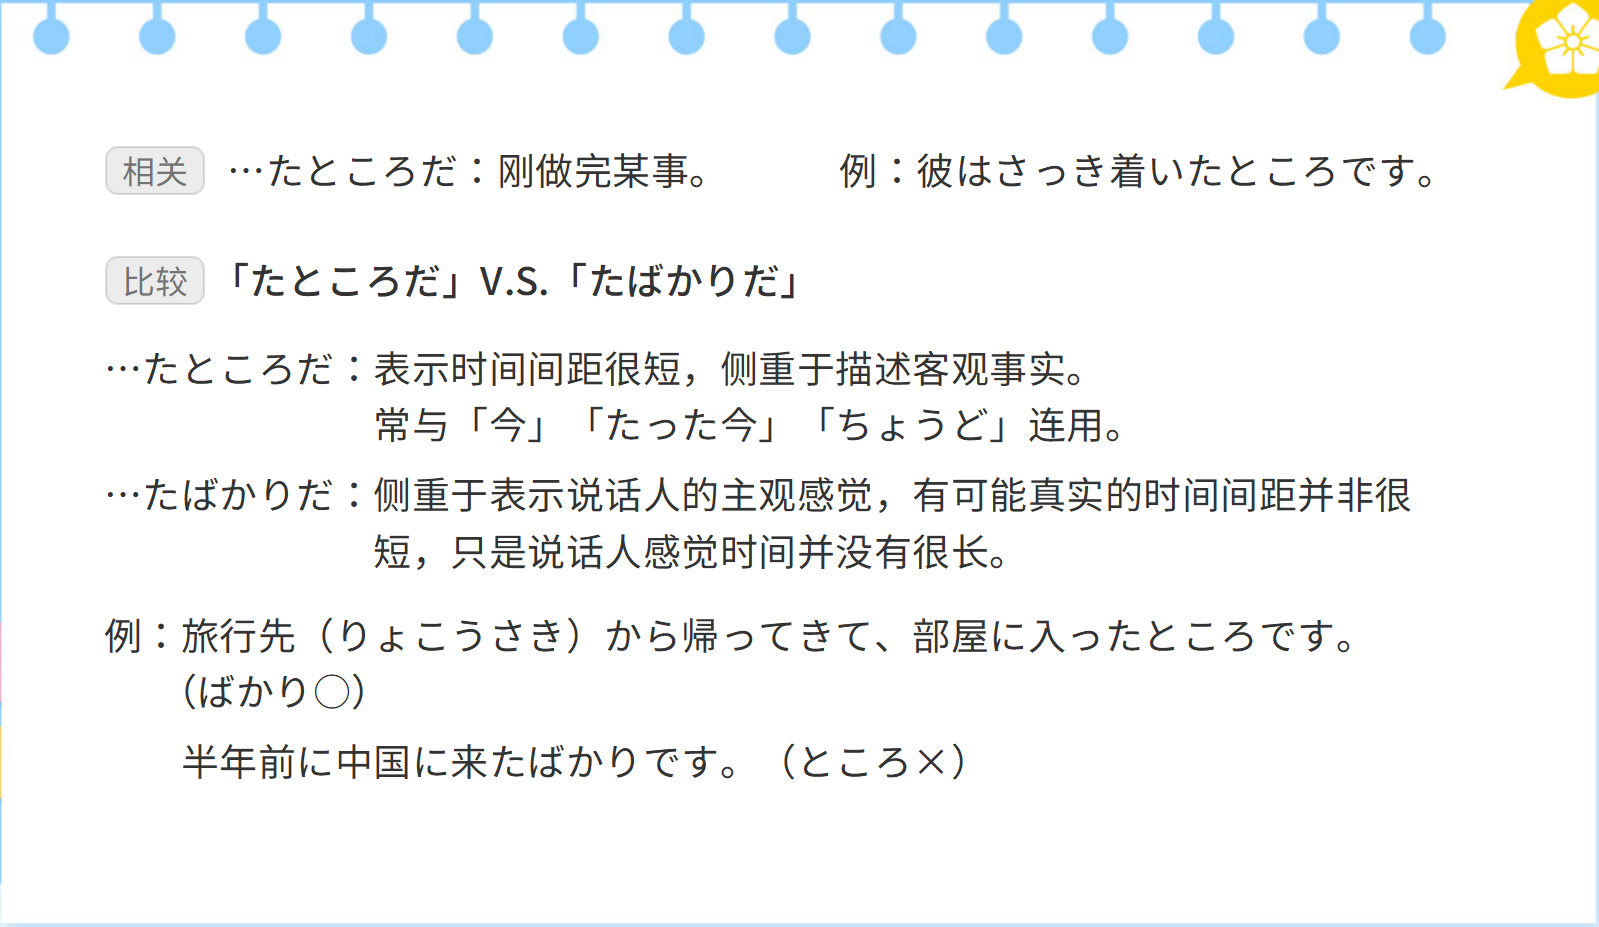 相关 …たところだ：刚做完某事。 例：彼はさっき着いたところです。
比较 「たところだ」V.S.「たばかりだ」
…たところだ：表示时间间距很短，侧重于描述客观事实。
常与「今」「たった今」「ちょうど」连用。
…たばかりだ：侧重于表示说话人的主观感觉，有可能真实的时间间距并非很
短，只是说话人感觉时间并没有很长。
例：旅行先（りょこうさき）から帰ってきて、部屋に入ったところです。
（ばかり○）
半年前に中国に来たばかりです。（ところ×）